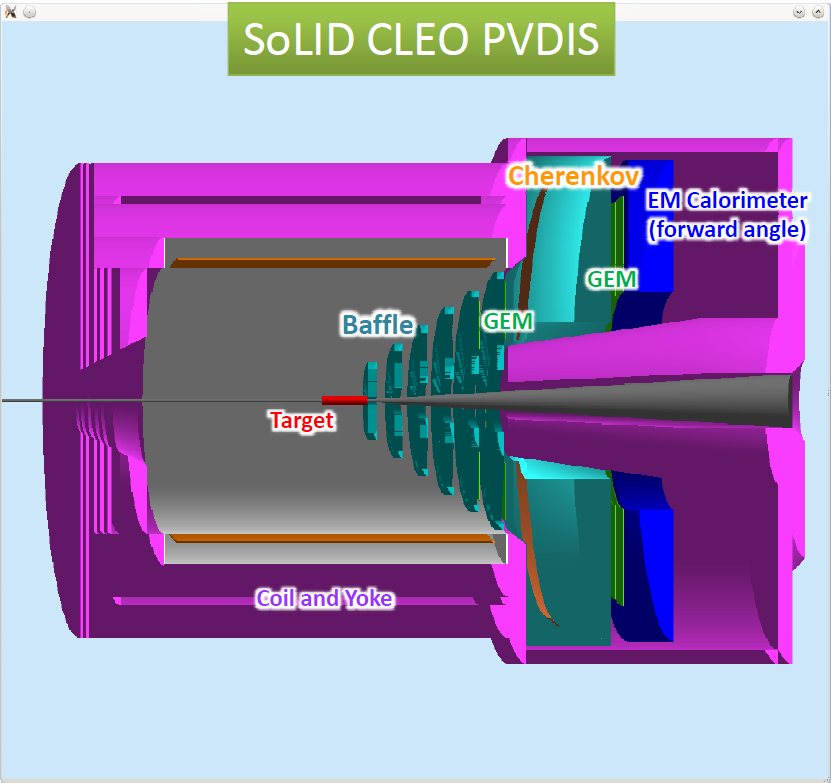 SoLID CLEO PVDIS
Cherenkov
EM Calorimeter
(forward angle)
GEM
Baffle
GEM
Target
Coil and Yoke